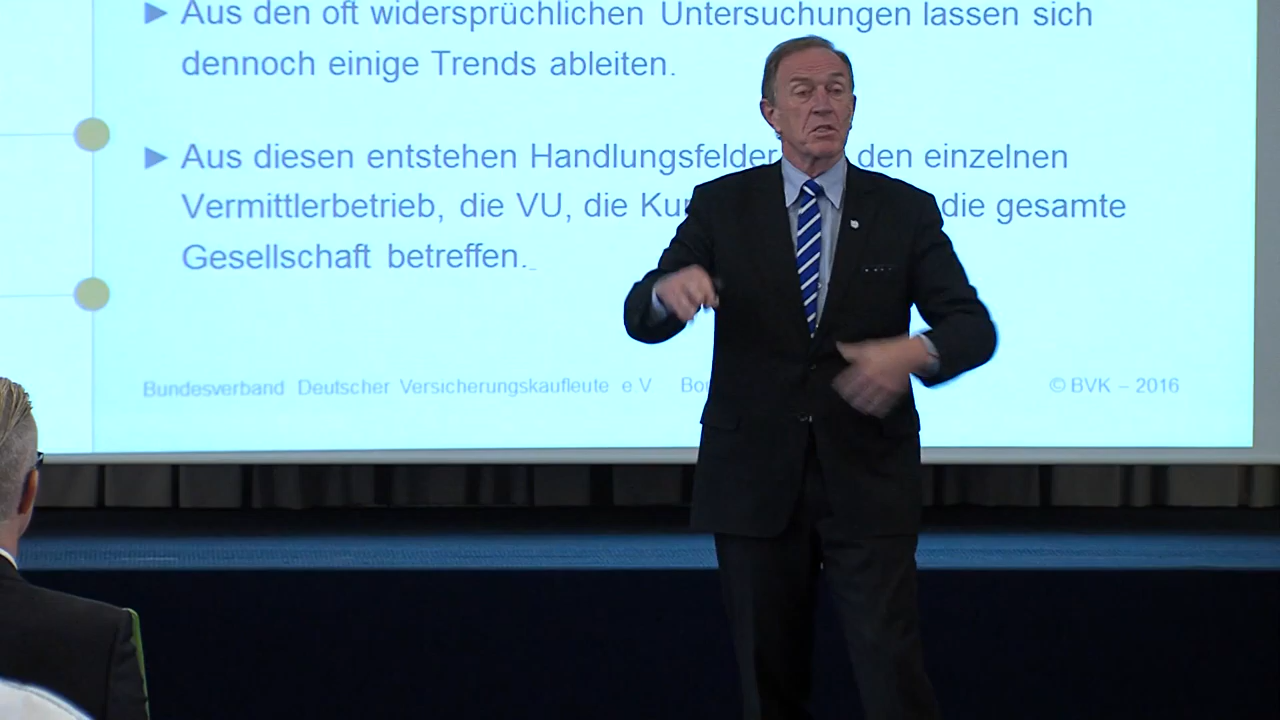 ► Aus den oft widersprüchlichen Untersuchungen lassen sich
dennoch einige Trends ableiten.
► Aus diesen entstehen Handlungsfelder den einzelnen
Vermittlerbetrieb, die VU, die die gesamte
Gesellschaft betreffen.
Bundesverband Deutscher Versicherungskaufleute e V © BVK – 2016